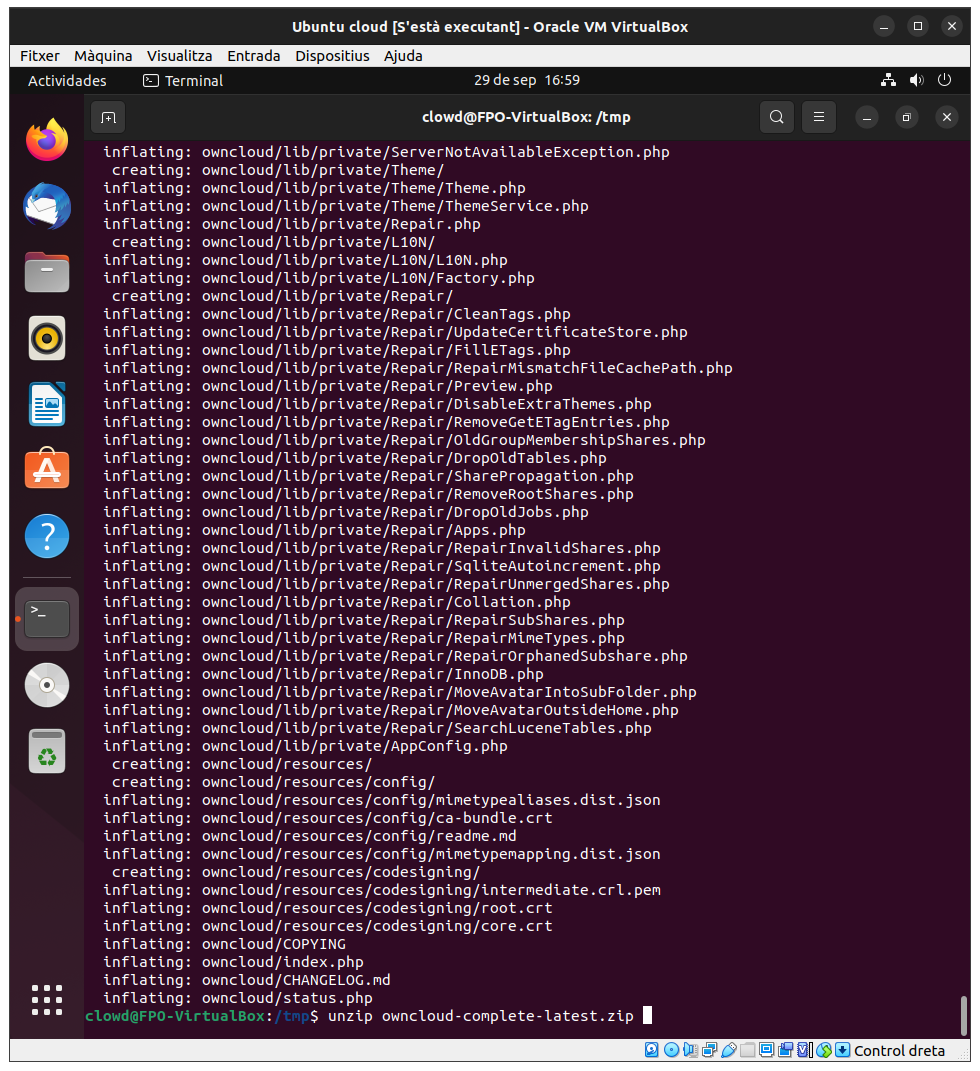 Ubuntu cloud [S'està executant] - Oracle VM VirtualBox
Fitxer Màquina Visualitza Entrada Dispositius Ajuda
Actividades Terminal 29 de sep 16:59
clowd@FPO-VirtualBox: /tmp
inflating: owncloud/lib/private/ServerNotAvailableException.php
creating: owncloud/lib/private/Theme/
inflating: owncloud/lib/private/Theme/Theme.php
inflating: owncloud/lib/private/Theme/ThemeService.php
inflating: owncloud/lib/private/Repair.php
creating: owncloud/lib/private/L10N/
inflating: owncloud/lib/private/L10N/L10N.php
inflating: owncloud/lib/private/L10N/Factory.php
creating: owncloud/lib/private/Repair/
inflating: owncloud/lib/private/Repair/CleanTags.php
inflating: owncloud/lib/private/Repair/UpdateCertificateStore.php
inflating: owncloud/lib/private/Repair/FillETags.php
inflating: owncloud/lib/private/Repair/RepairMismatchFileCachePath.php
inflating: owncloud/lib/private/Repair/Preview.php
inflating: owncloud/lib/private/Repair/DisableExtraThemes.php
inflating: owncloud/lib/private/Repair/RemoveGetETagEntries.php
inflating: owncloud/lib/private/Repair/OldGroupMembershipShares.php
inflating: owncloud/lib/private/Repair/DropOldTables.php
inflating: owncloud/lib/private/Repair/SharePropagation.php
inflating: owncloud/lib/private/Repair/RemoveRootShares.php
inflating: owncloud/lib/private/Repair/DropOldJobs.php
inflating: owncloud/lib/private/Repair/Apps.php
inflating: owncloud/lib/private/Repair/RepairInvalidShares.php
inflating: owncloud/lib/private/Repair/SqliteAutoincrement.php
inflating: owncloud/lib/private/Repair/RepairUnmergedShares.php
inflating: owncloud/lib/private/Repair/Collation.php
inflating: owncloud/lib/private/Repair/RepairSubShares.php
inflating: owncloud/lib/private/Repair/RepairMimeTypes.php
inflating: owncloud/lib/private/Repair/RepairOrphanedSubshare.php
inflating: owncloud/lib/private/Repair/InnoDB.php
inflating: owncloud/lib/private/Repair/MoveAvatarIntoSubFolder.php
inflating: owncloud/lib/private/Repair/MoveAvatarOutsideHome.php
inflating: owncloud/lib/private/Repair/SearchLuceneTables.php
inflating: owncloud/lib/private/AppConfig.php
creating: owncloud/resources/
creating: owncloud/resources/config/
inflating: owncloud/resources/config/mimetypealiases.dist.json
inflating: owncloud/resources/config/ca-bundle.crt
inflating: owncloud/resources/config/readme.md
inflating: owncloud/resources/config/mimetypemapping.dist.json
creating: owncloud/resources/codesigning/
inflating: owncloud/resources/codesigning/intermediate.crl.pem
inflating: owncloud/resources/codesigning/root.crt
inflating: owncloud/resources/codesigning/core.crt
inflating: owncloud/COPYING
inflating: owncloud/index.php
inflating: owncloud/CHANGELOG.md
inflating: owncloud/status.php
clowd@FPO-VirtualBox:/tmp$ unzip owncloud-complete-latest.zip
Control dreta